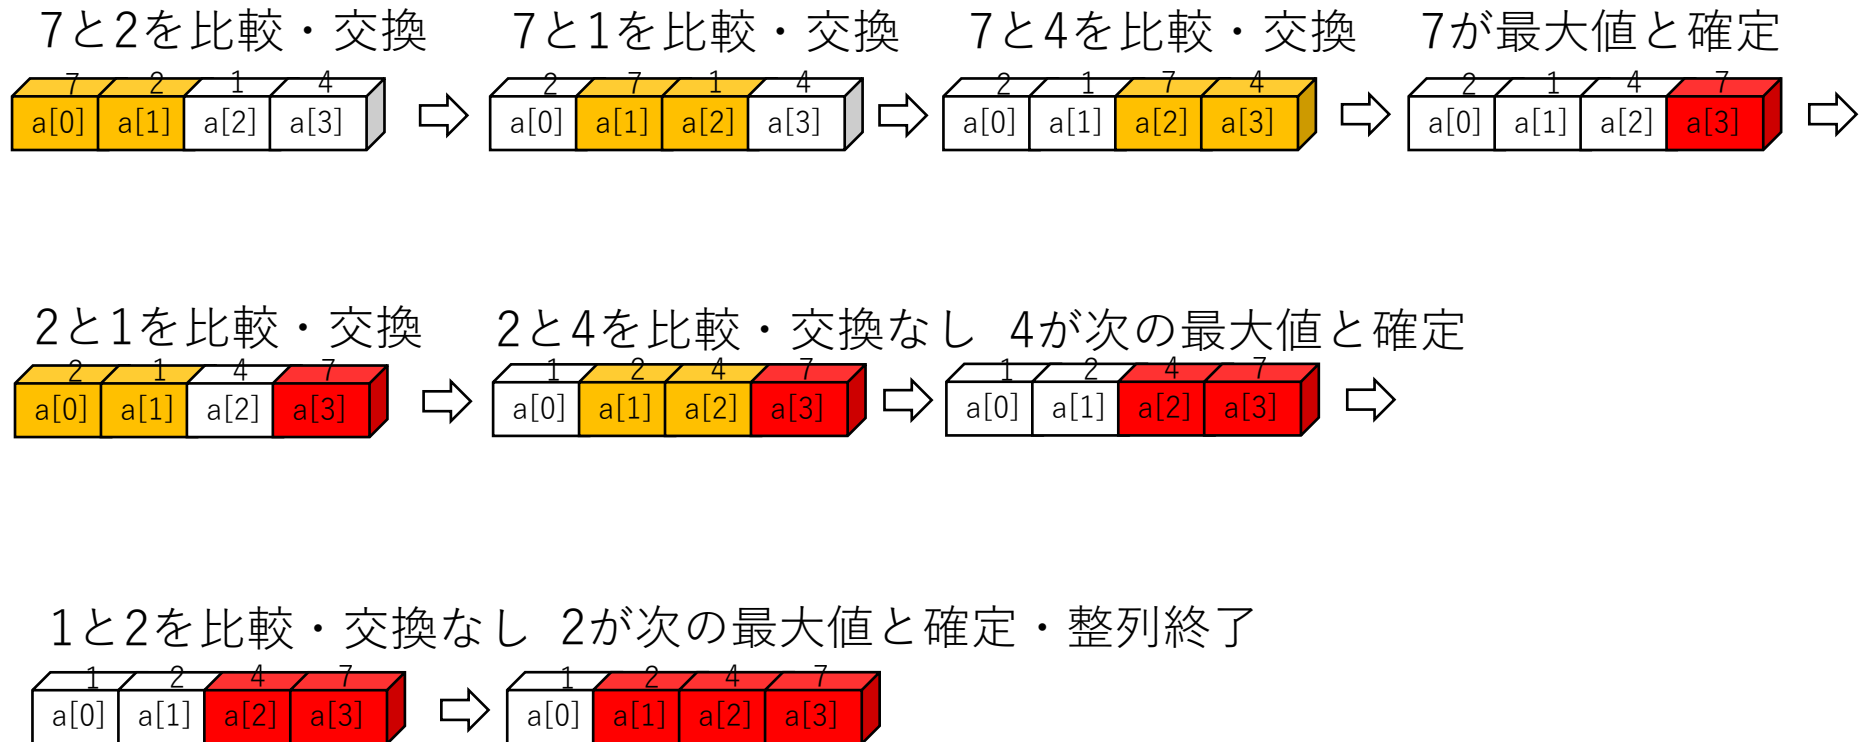 7と2を比較・交換 7と1を比較・交換 7と4を比較・交換 7が最大値と確定
7 2 1 4 2 7 1 4 2 1 7 4 2 1 4 7
a[0] a[1] a[2] a[3] a[0] a[1] a[2] a[3] a[0] a[1] a[2] a[3] a[0] a[1] a[2] a[3]
2と1を比較・交換 2と4を比較・交換なし 4が次の最大値と確定
2 1 4 7 1 2 4 7 1 2 4 7
a[0] a[1] a[2] a[3] a[0] a[1] a[2] a[3] a[0] a[1] a[2] a[3]
1と2を比較・交換なし 2が次の最大値と確定・整列終了
1 2 4 7 1 2 4 7
a[0] a[1] a[2] a[3] a[0] a[1] a[2] a[3]